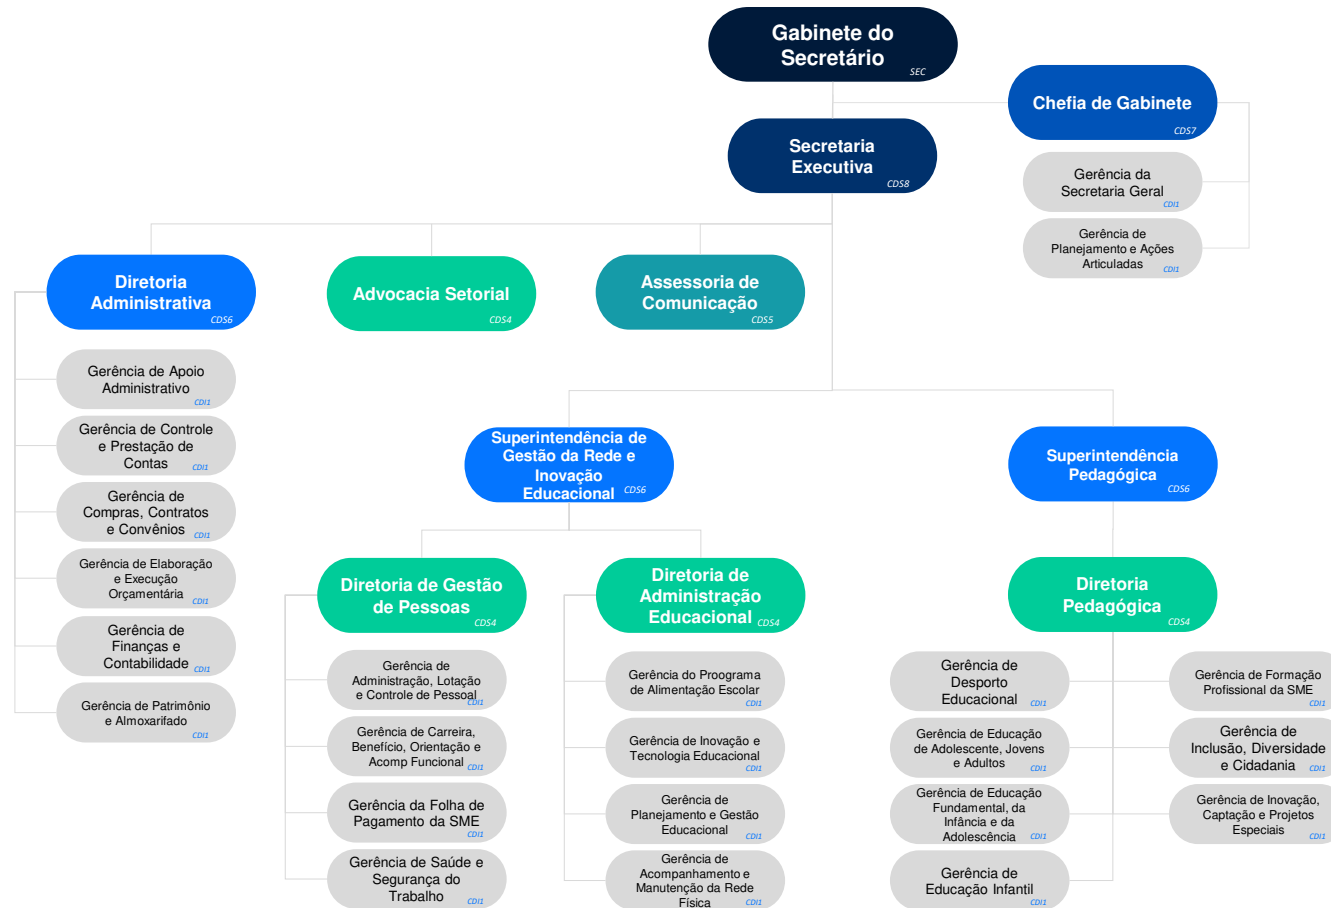 Gabinete do
Secretário
SEC
Chefia de Gabinete
CDS7
Secretaria
Executiva
CDS8
Gerência da
Secretaria Geral
CDI1
Gerência de
Planejamento e Ações
Articuladas
CDI1
Diretoria
Administrativa
CDS6
Advocacia Setorial
CDS4
Assessoria de
Comunicação
CDS5
Gerência de Apoio
Administrativo
CDI1
Gerência de Controle
e Prestação de
Contas
CDI1
Gerência de
Compras, Contratos
e Convênios
CDI1
Gerência de Elaboração
e Execução
Orçamentária
CDI1
Gerência de
Finanças e
Contabilidade
CDI1
Gerência de Patrimônio
e Almoxarifado
CDI1
Superintendência de
Gestão da Rede e
Inovação
Educacional
CDS6
Superintendência
Pedagógica
CDS6
Diretoria de Gestão
de Pessoas
CDS4
Gerência de
Administração, Lotação
e Controle de Pessoal
CDI1
Gerência de Carreira,
Benefício, Orientação e
Acomp Funcional
CDI1
Gerência da Folha de
Pagamento da SME
CDI1
Gerência de Saúde e
Segurança do
Trabalho
CDI1
Diretoria de
Administração
Educacional
CDS4
Gerência do Proograma
de Alimentação Escolar
CDI1
Gerência de Inovação e
Tecnologia Educacional
CDI1
Gerência de
Planejamento e Gestão
Educacional
CDI1
Gerência de
Acompanhamento e
Manutenção da Rede
Física
CDI1
Diretoria
Pedagógica
CDS4
Gerência de
Desporto
Educacional
CDI1
Gerência de Educação
de Adolescente, Jovens
e Adultos
CDI1
Gerência de Educação
Fundamental, da
Infância e da
Adolescência
CDI1
Gerência de
Educação Infantil
CDI1
Gerência de Formação
Profissional da SME
CDI1
Gerência de
Inclusão, Diversidade
e Cidadania
CDI1
Gerência de Inovação,
Captação e Projetos
Especiais
CDI1